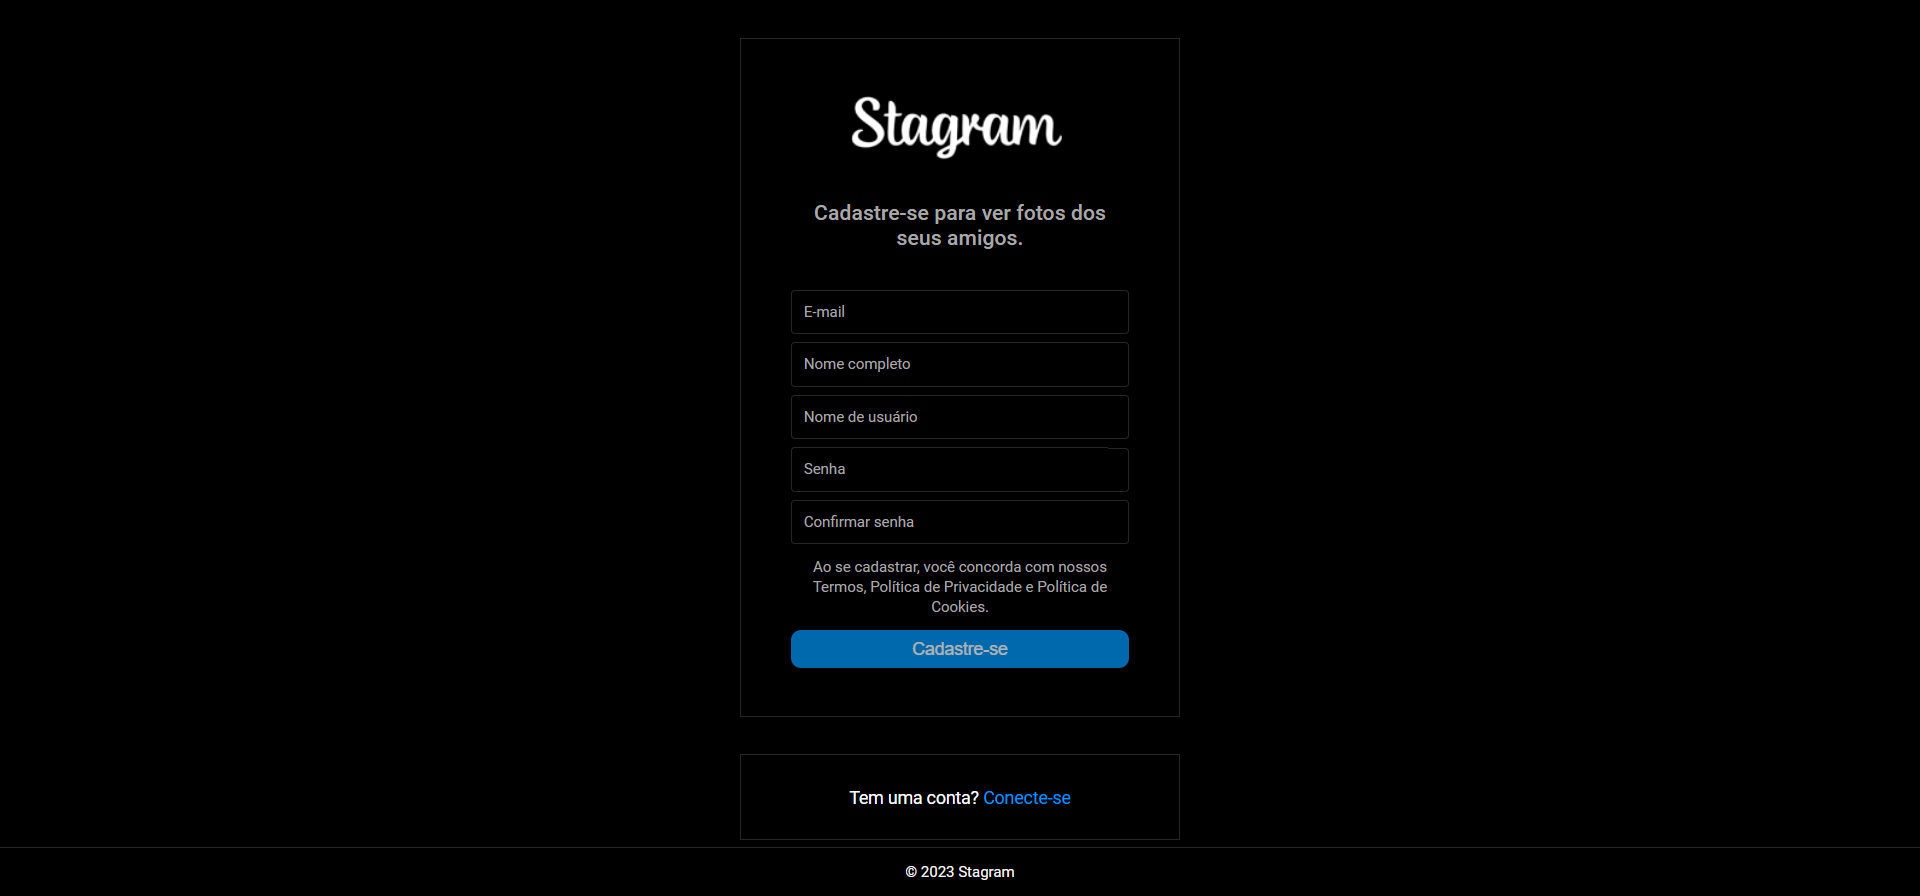 Stagram
Cadastre-se para ver fotos dos
seus amigos.
E-mail
Nome completo
Nome de usuário
Senha
Confirmar senha
Ao se cadastrar, você concorda com nossos
Termos, Política de Privacidade e Política de
Cookies.
Cadastre-se
Tem uma conta? Conecte-se
© 2023 Stagram